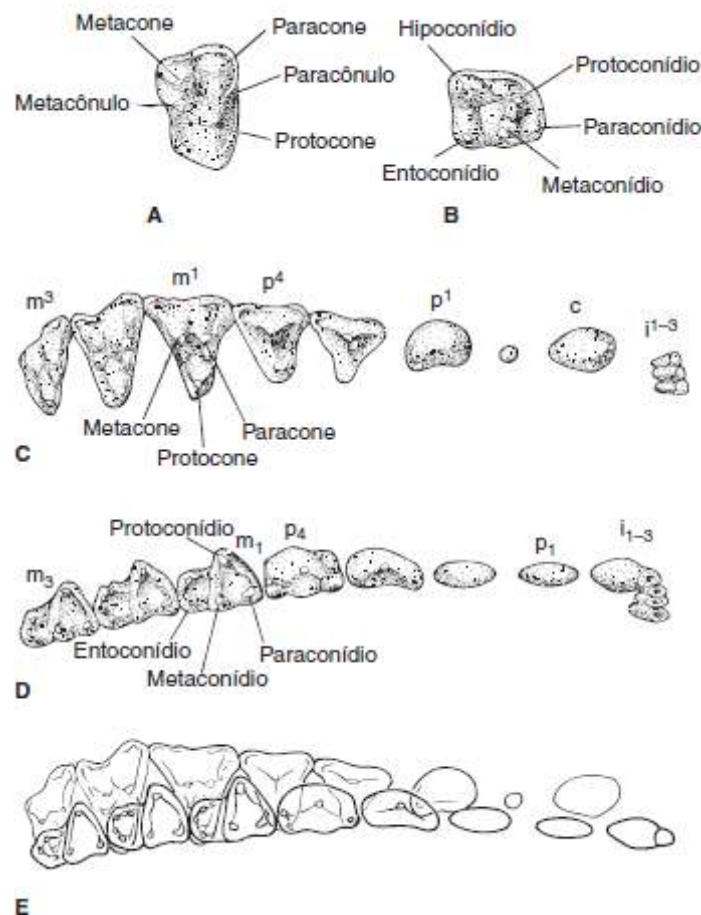 Metacone
Paracone
Metacônulo
Paracônulo
Protocone
A
Hipoconídio
Protoconídio
Paraconídio
Entoconídio
Metaconídio
B
m³
m¹
p⁴
p¹
c
i¹⁻³
Metacone
Paracone
Protocone
C
Protoconídio
m₃
m₁
p₄
p₁
i₁₋₃
Entoconídio
Paraconídio
Metaconídio
D
E